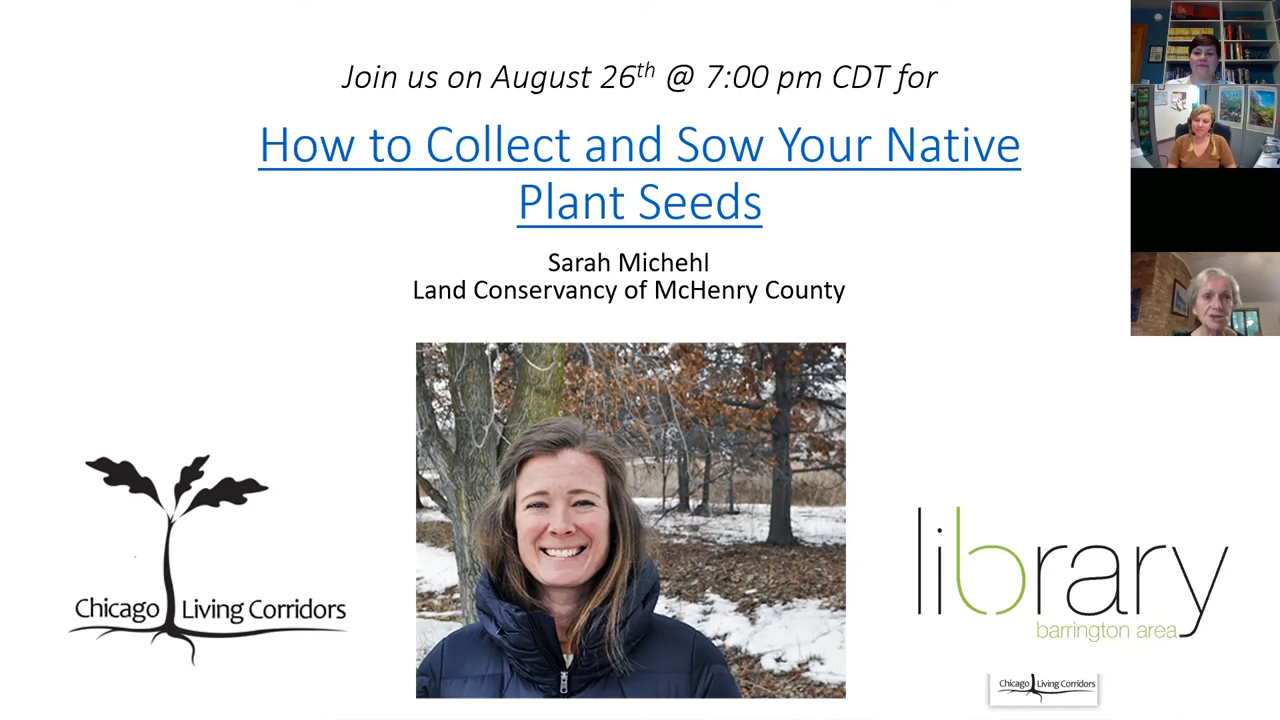 Join us on August 26th @ 7:00 pm CDT for
How to Collect and Sow Your Native
Plant Seeds
Sarah Michehl
Land Conservancy of McHenry County
Chicago Living Corridors
library
barrington area
Chicago Living Corridors